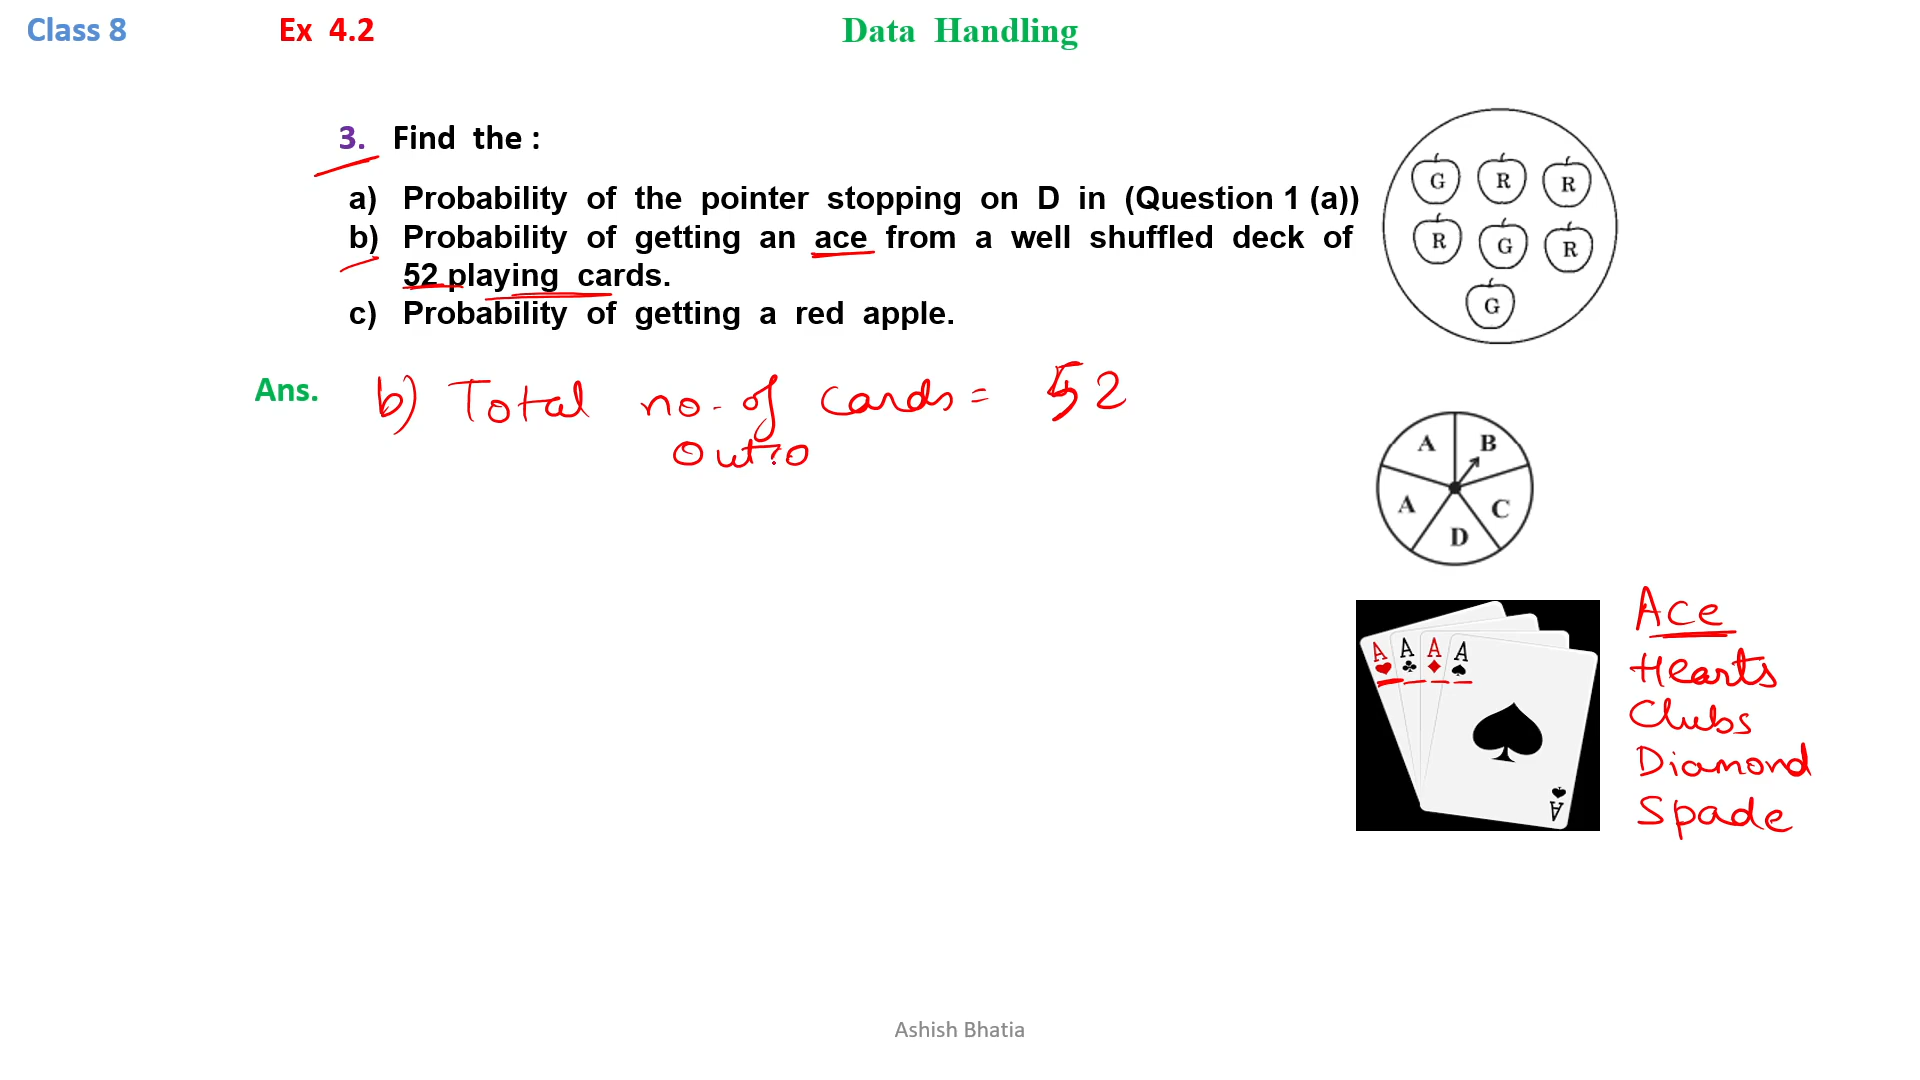 Class 8 Ex 4.2 Data Handling
3. Find the :
a) Probability of the pointer stopping on D in (Question 1 (a))
b) Probability of getting an ace from a well shuffled deck of
52 playing cards.
c) Probability of getting a red apple.
G R R
R G R
G
Ans. b) Total no. of cards = 52
A B
A C
D
A A A A
A
Ace
Hearts
Clubs
Diamond
Spade
Ashish Bhatia